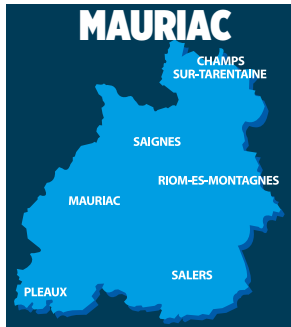 MAURIAC
CHAMPS
SUR-TARENTAINE
SAIGNES
RIOM-ES-MONTAGNES
MAURIAC
SALERS
PLEAUX